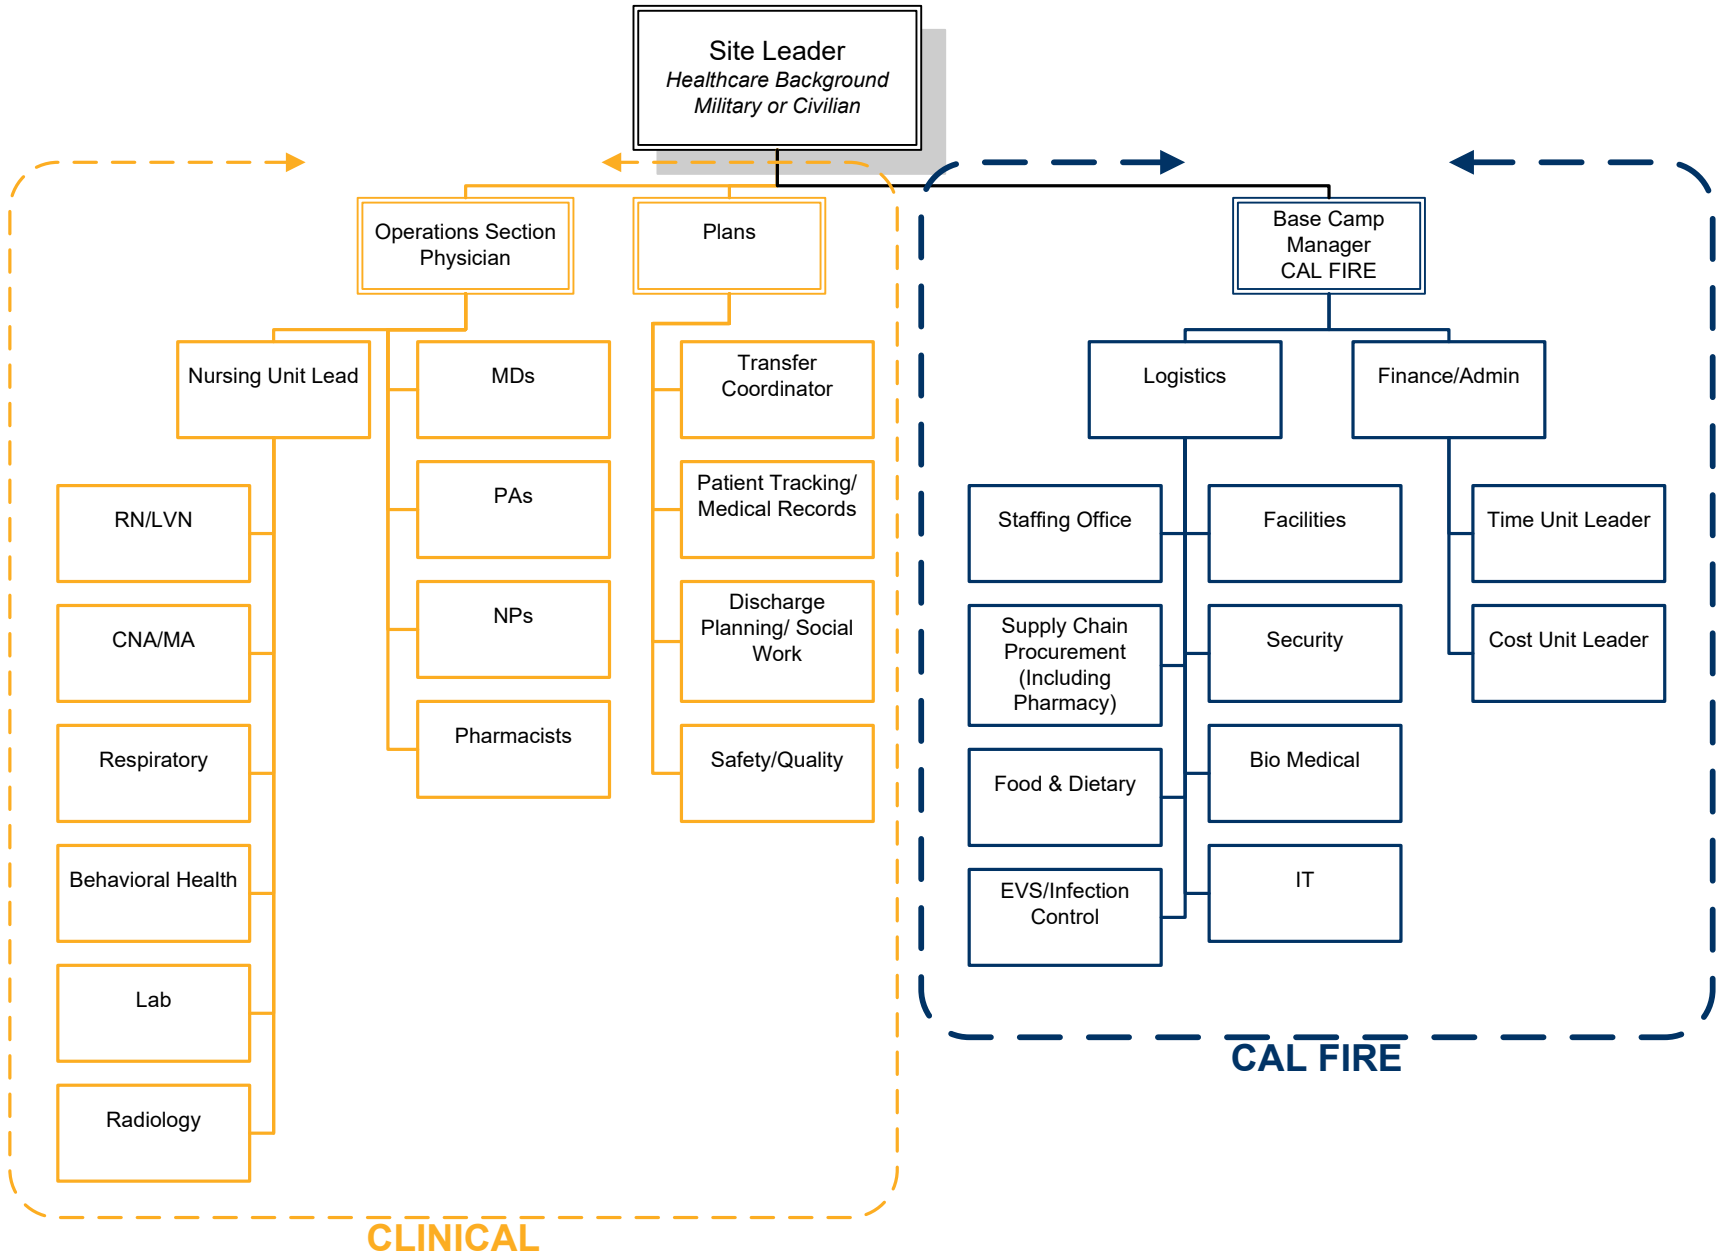 Site Leader
Healthcare Background
Military or Civilian
Operations Section
Physician
Plans
Base Camp
Manager
CAL FIRE
Nursing Unit Lead
MDs
Transfer
Coordinator
Logistics
Finance/Admin
RN/LVN
PAs
Patient Tracking/
Medical Records
Staffing Office
Facilities
Time Unit Leader
CNA/MA
NPs
Discharge
Planning/ Social
Work
Supply Chain
Procurement
(Including
Pharmacy)
Security
Cost Unit Leader
Respiratory
Pharmacists
Safety/Quality
Food & Dietary
Bio Medical
Behavioral Health
EVS/Infection
Control
IT
Lab
Radiology
CAL FIRE
CLINICAL